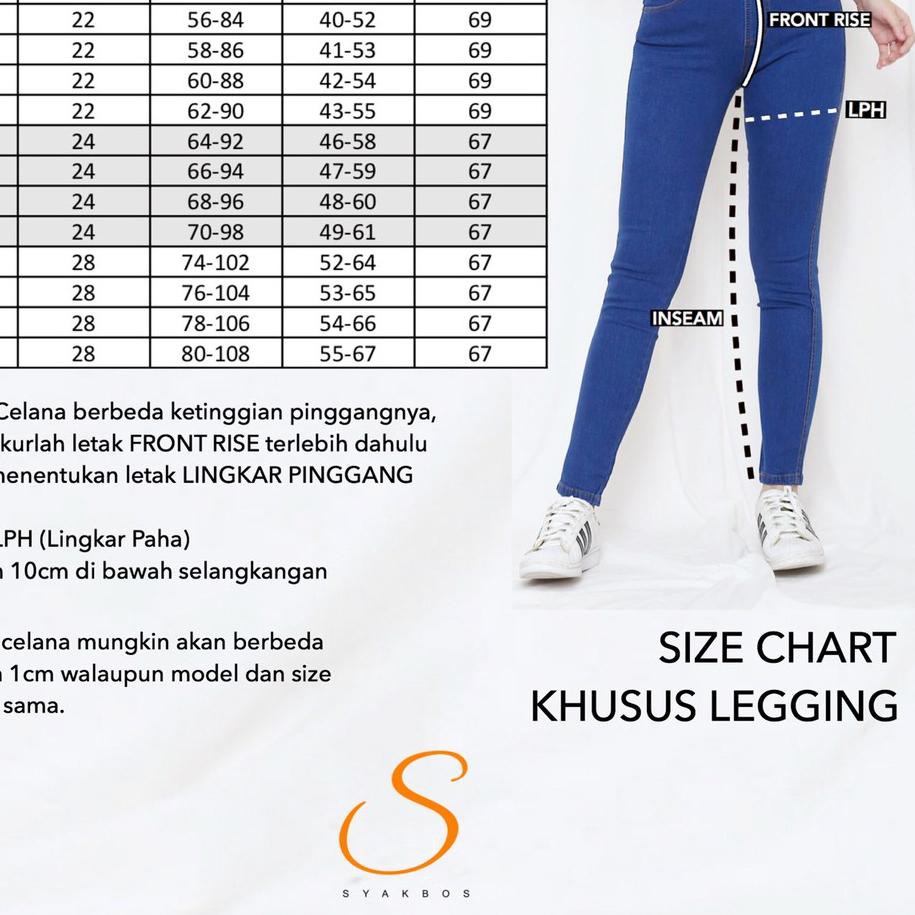 22 56-84 40-52 69
22 58-86 41-53 69
22 60-88 42-54 69
22 62-90 43-55 69
24 64-92 46-58 67
24 66-94 47-59 67
24 68-96 48-60 67
24 70-98 49-61 67
28 74-102 52-64 67
28 76-104 53-65 67
28 78-106 54-66 67
28 80-108 55-67 67
FRONT RISE
LPH
INSEAM
Celana berbeda ketinggian pinggangnya,
kurlah letak FRONT RISE terlebih dahulu
menentukan letak LINGKAR PINGGANG
LPH (Lingkar Paha)
10cm di bawah selangkangan
celana mungkin akan berbeda
1cm walaupun model dan size
sama.
SIZE CHART
KHUSUS LEGGING
S
SYAKBOS